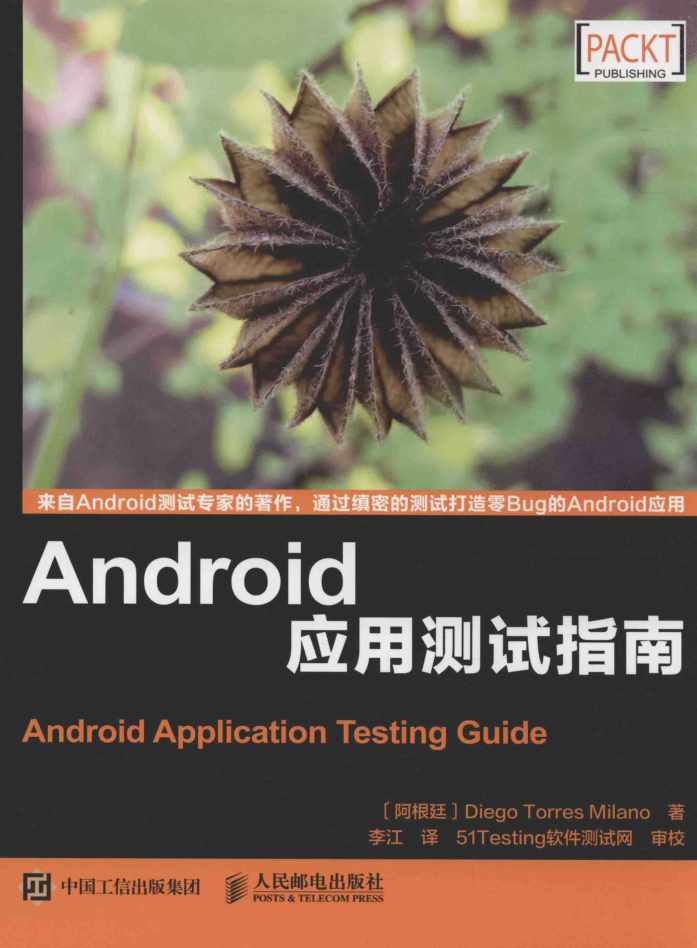 PACKT
PUBLISHING
来自Android测试专家的著作，通过缜密的测试打造零Bug的Android应用
Android
应用测试指南
Android Application Testing Guide
［阿根廷］Diego Torres Milano 著
李江 译 51Testing软件测试网 审校
中国工信出版集团
人民邮电出版社
POSTS & TELECOM PRESS